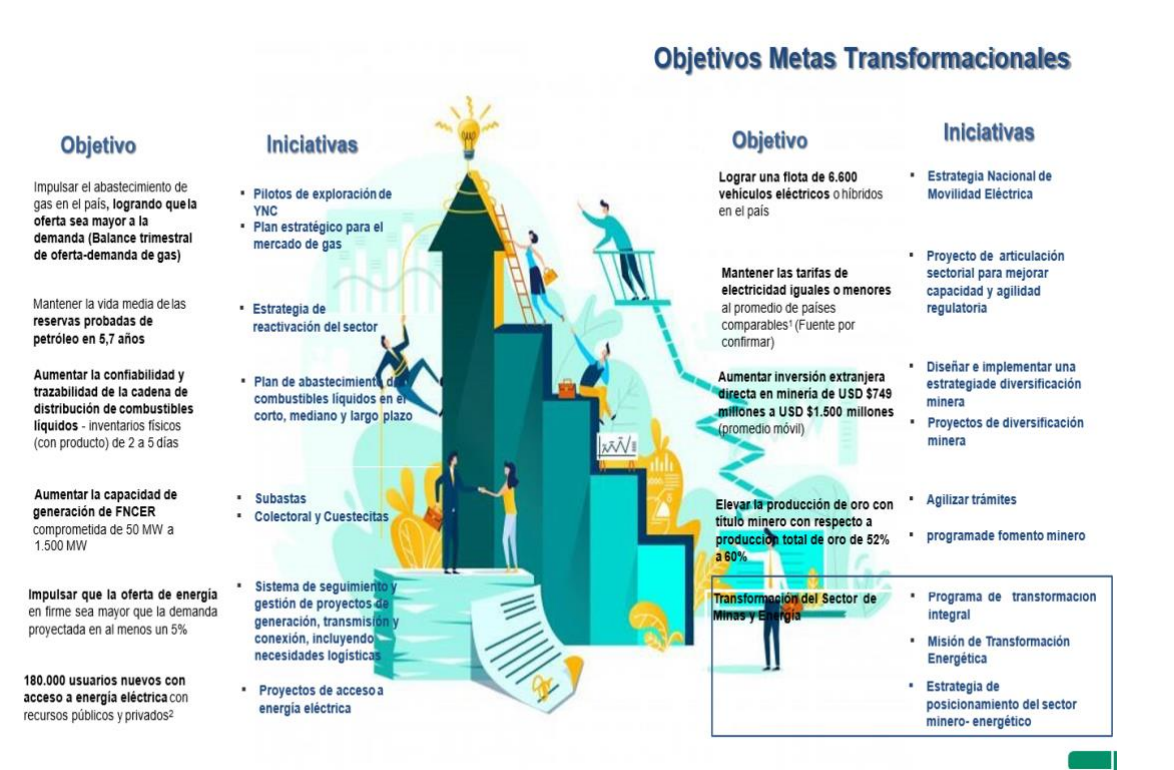 Objetivos Metas Transformacionales
Objetivo
Iniciativas
Impulsar el abastecimiento de
gas en el país, logrando que la
oferta sea mayor a la
demanda (Balance trimestral
de oferta-demanda de gas)
▪ Pilotos de exploración de
YNC
▪ Plan estratégico para el
mercado de gas
Mantener la vida media de las
reservas probadas de
petróleo en 5,7 años
▪ Estrategia de
reactivación del sector
Aumentar la confiabilidad y
trazabilidad de la cadena de
distribución de combustibles
líquidos - inventarios físicos
(con producto) de 2 a 5 días
▪ Plan de abastecimiento de
combustibles líquidos en el
corto, mediano y largo plazo
Aumentar la capacidad de
generación de FNCER
comprometida de 50 MW a
1.500 MW
▪ Subastas
▪ Colectoral y Cuestecitas
Impulsar que la oferta de energía
en firme sea mayor que la demanda
proyectada en al menos un 5%
▪ Sistema de seguimiento y
gestión de proyectos de
generación, transmisión y
conexión, incluyendo
necesidades logísticas
180.000 usuarios nuevos con
acceso a energía eléctrica con
recursos públicos y privados²
▪ Proyectos de acceso a
energía eléctrica
Objetivo
Iniciativas
Lograr una flota de 6.600
vehículos eléctricos o híbridos
en el país
▪ Estrategia Nacional de
Movilidad Eléctrica
Mantener las tarifas de
electricidad iguales o menores
al promedio de países
comparables¹ (Fuente por
confirmar)
▪ Proyecto de articulación
sectorial para mejorar
capacidad y agilidad
regulatoria
Aumentar inversión extranjera
directa en minería de USD $749
millones a USD $1.500 millones
(promedio móvil)
▪ Diseñar e implementar una
estrategiade diversificación
minera
▪ Proyectos de diversificación
minera
Elevar la producción de oro con
título minero con respecto a
producción total de oro de 52%
a 60%
▪ Agilizar trámites
▪ programade fomento minero
Transformación del Sector de
Minas y Energía
▪ Programa de transformación
integral
▪ Misión de Transformación
Energética
▪ Estrategia de
posicionamiento del sector
minero- energético